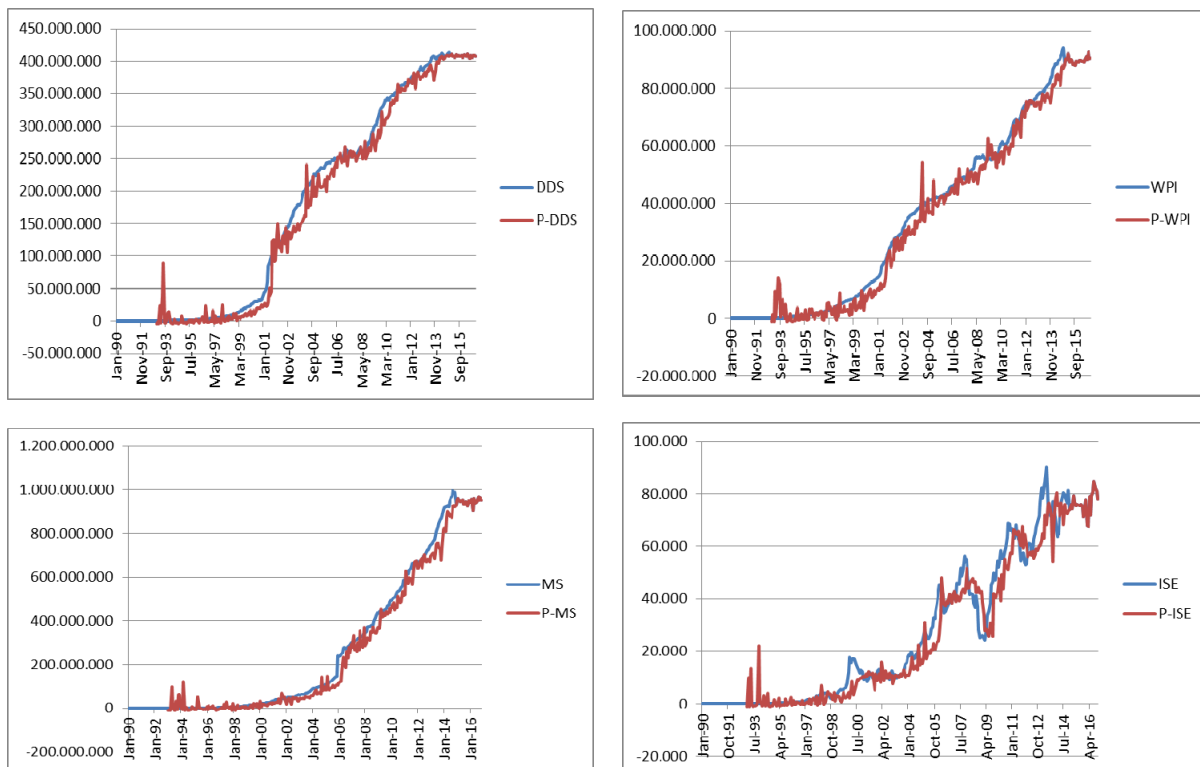 450.000.000
400.000.000
350.000.000
300.000.000
250.000.000
200.000.000
150.000.000
100.000.000
50.000.000
0
-50.000.000
Jan-90
Nov-91
Sep-93
Jul-95
May-97
Mar-99
Jan-01
Nov-02
Sep-04
Jul-06
May-08
Mar-10
Jan-12
Nov-13
Sep-15
DDS
P-DDS
100.000.000
80.000.000
60.000.000
40.000.000
20.000.000
0
-20.000.000
Jan-90
Nov-91
Sep-93
Jul-95
May-97
Mar-99
Jan-01
Nov-02
Sep-04
Jul-06
May-08
Mar-10
Jan-12
Nov-13
Sep-15
WPI
P-WPI
1.200.000.000
1.000.000.000
800.000.000
600.000.000
400.000.000
200.000.000
0
-200.000.000
Jan-90
Jan-92
Jan-94
Jan-96
Jan-98
Jan-00
Jan-02
Jan-04
Jan-06
Jan-08
Jan-10
Jan-12
Jan-14
Jan-16
MS
P-MS
100.000
80.000
60.000
40.000
20.000
0
-20.000
Jan-90
Oct-91
Jul-93
Apr-95
Jan-97
Oct-98
Jul-00
Apr-02
Jan-04
Oct-05
Jul-07
Apr-09
Jan-11
Oct-12
Jul-14
Apr-16
ISE
P-ISE